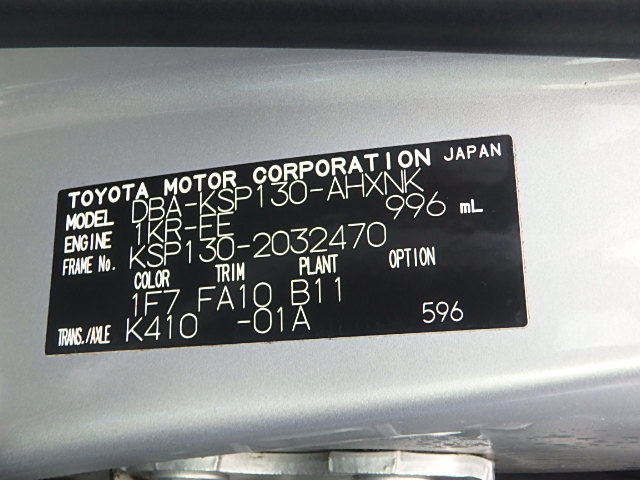 TOYOTA MOTOR CORPORATION JAPAN
MODEL DBA-KSP130-AHXNK
ENGINE 1KR-FE 996 mL
FRAME No. KSP130-2032470
COLOR TRIM PLANT OPTION
1F7 FA10 B11
TRANS./AXLE K410 -01A 596